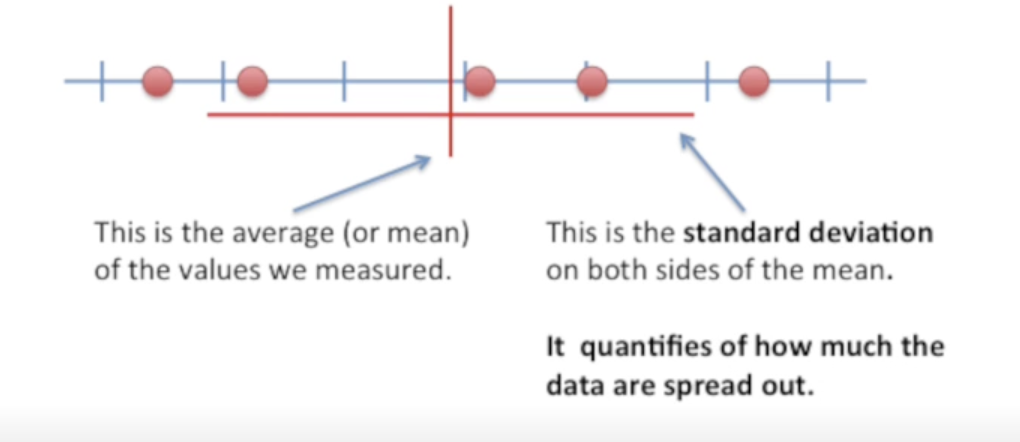 This is the average (or mean)
of the values we measured.
This is the standard deviation
on both sides of the mean.
It quantifies of how much the
data are spread out.